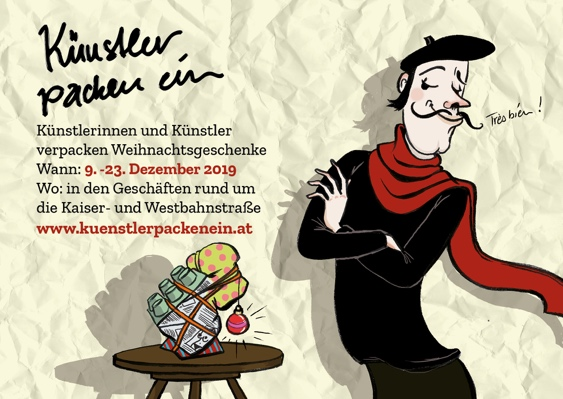 Künstler
packen ein
Künstlerinnen und Künstler
verpacken Weihnachtsgeschenke
Wann: 9. -23. Dezember 2019
Wo: in den Geschäften rund um
die Kaiser- und Westbahnstraße
www.kuenstlerpackenein.at
Très bien!